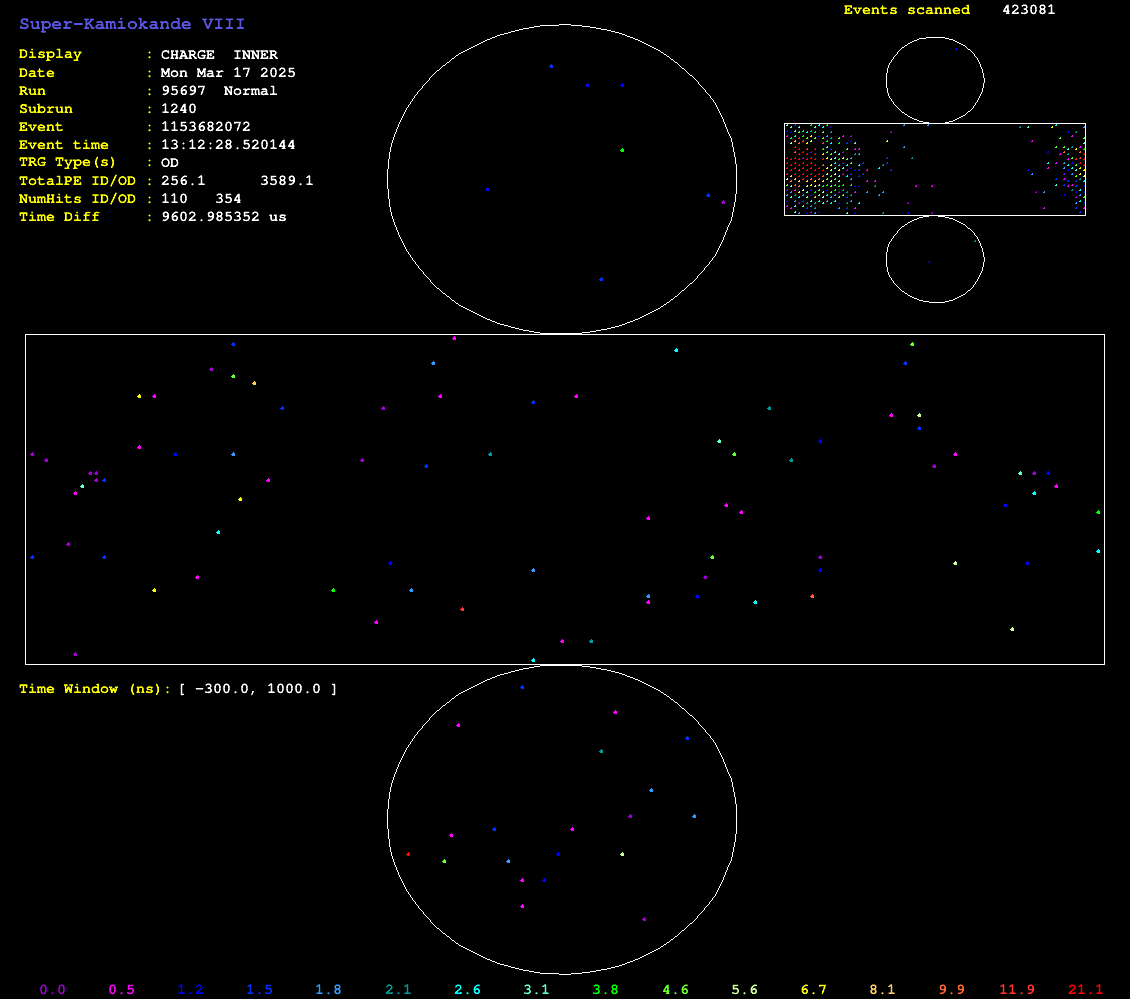 Super-Kamiokande VIII
Events scanned 423081
Display : CHARGE INNER
Date : Mon Mar 17 2025
Run : 95697 Normal
Subrun : 1240
Event : 1153682072
Event time : 13:12:28.520144
TRG Type(s) : OD
TotalPE ID/OD : 256.1 3589.1
NumHits ID/OD : 110 354
Time Diff : 9602.985352 us
Time Window (ns): [ -300.0, 1000.0 ]
0.0 0.5 1.2 1.5 1.8 2.1 2.6 3.1 3.8 4.6 5.6 6.7 8.1 9.9 11.9 21.1